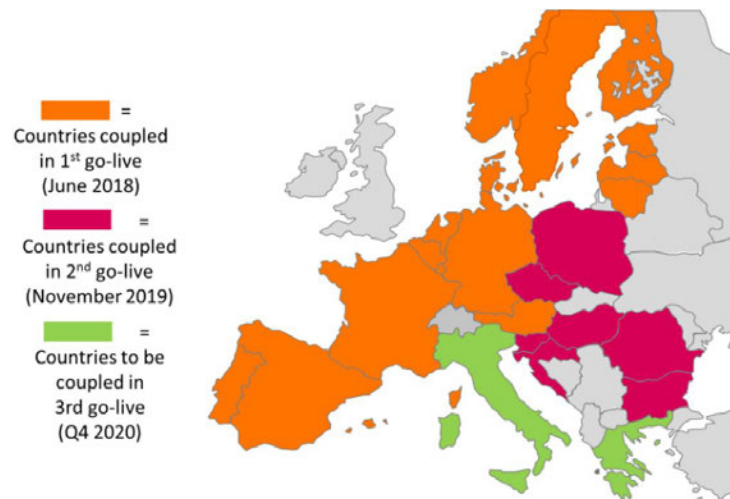 =
Countries coupled
in 1st go-live
(June 2018)
=
Countries coupled
in 2nd go-live
(November 2019)
=
Countries to be
coupled in
3rd go-live
(Q4 2020)